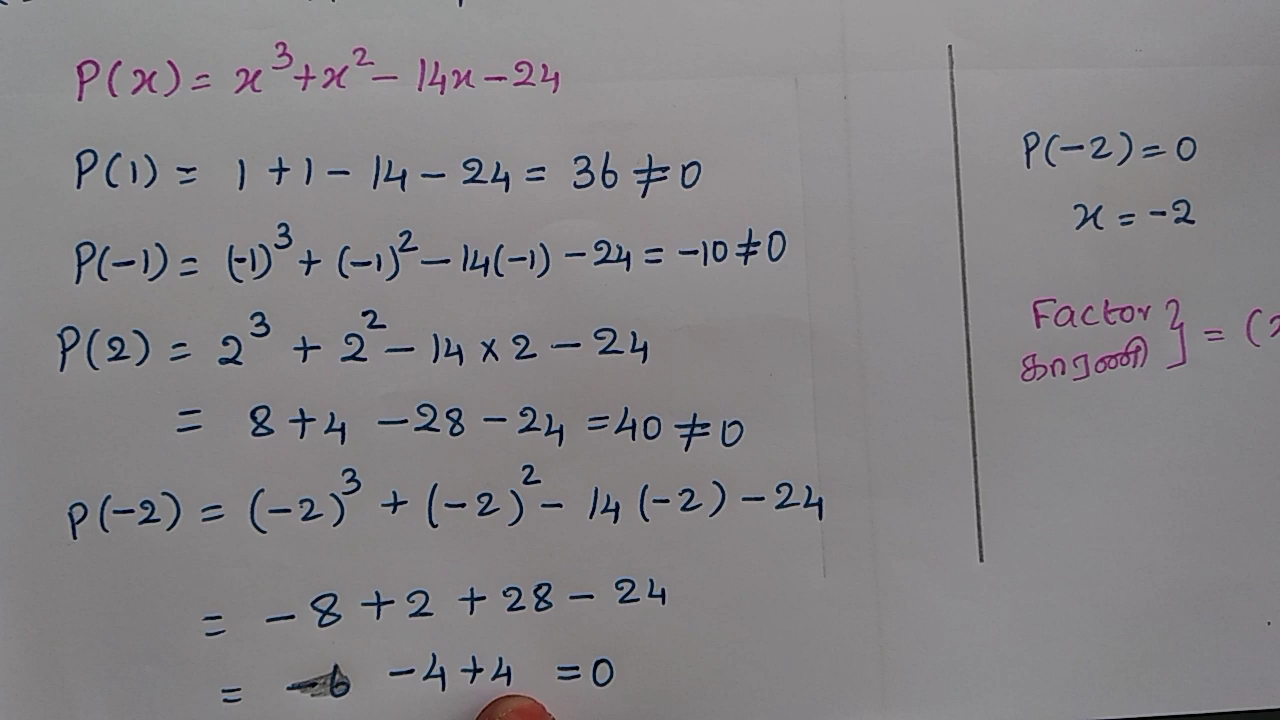 P(x) = x³+x²- 14x-24
P(1) = 1+1- 14 - 24 = 36 ≠ 0
P(-1) = (-1)³ + (-1)² - 14(-1) - 24 = -10 ≠ 0
P(2) = 2³ + 2² - 14 × 2 - 24
= 8+4 -28 - 24 = 40 ≠ 0
P(-2) = (-2)³ + (-2)² - 14 (-2) - 24
= -8 +2 +28 - 24
= -6 -4+4 = 0
P(-2) = 0
x = -2
Factor
காரணி } = (